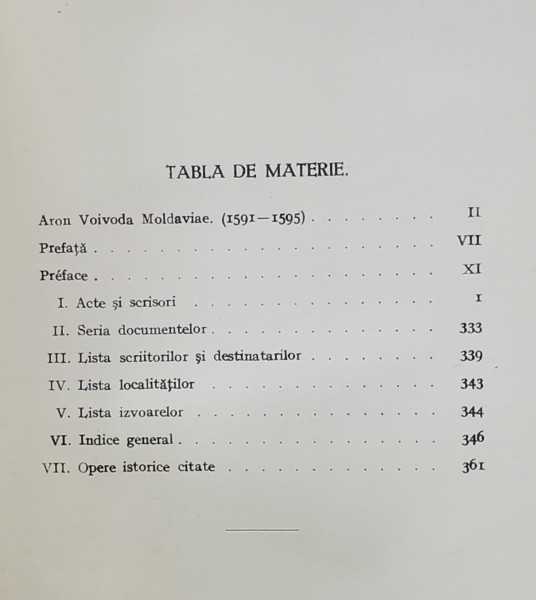 TABLA DE MATERIE.
Aron Voivoda Moldaviae. (1591—1595) . . . . . . . II
Prefață . . . . . . . . . . . . . . . . . . VII
Préface . . . . . . . . . . . . . . . . . . XI
I. Acte și scrisori . . . . . . . . . . . . . 1
II. Seria documentelor . . . . . . . . . . . . 333
III. Lista scriitorilor și destinatarilor . . . . . . . 339
IV. Lista localităților . . . . . . . . . . . . . 343
V. Lista izvoarelor . . . . . . . . . . . . . 344
VI. Indice general . . . . . . . . . . . . . . 346
VII. Opere istorice citate . . . . . . . . . . . . 361